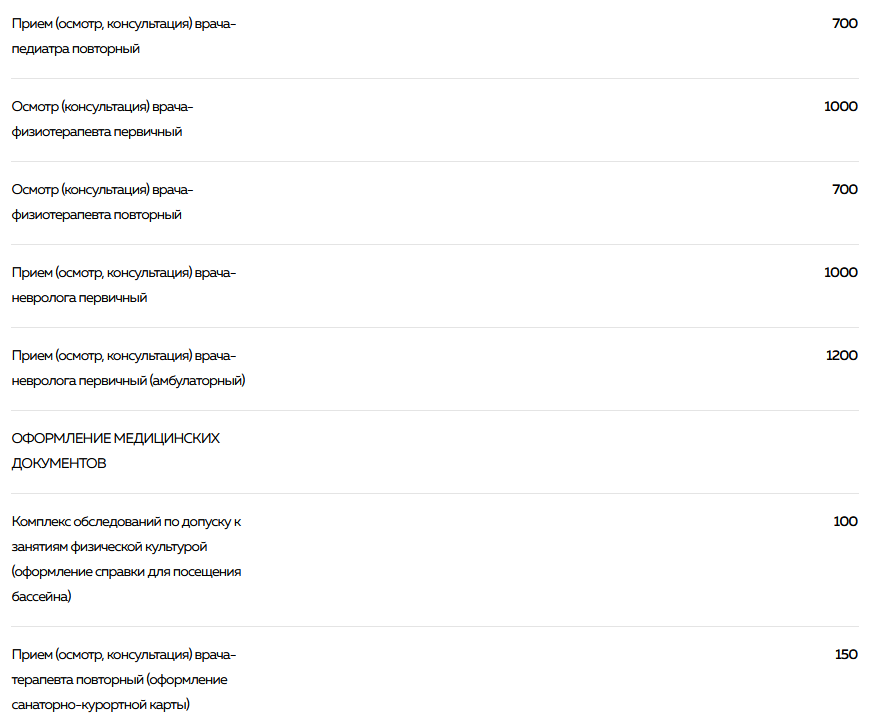 Прием (осмотр, консультация) врача-
педиатра повторный
700
Осмотр (консультация) врача-
физиотерапевта первичный
1000
Осмотр (консультация) врача-
физиотерапевта повторный
700
Прием (осмотр, консультация) врача-
невролога первичный
1000
Прием (осмотр, консультация) врача-
невролога первичный (амбулаторный)
1200
ОФОРМЛЕНИЕ МЕДИЦИНСКИХ
ДОКУМЕНТОВ
Комплекс обследований по допуску к
занятиям физической культурой
(оформление справки для посещения
бассейна)
100
Прием (осмотр, консультация) врача-
терапевта повторный (оформление
санаторно-курортной карты)
150